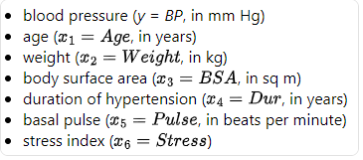 • blood pressure (y = BP, in mm Hg)
• age (x₁ = Age, in years)
• weight (x₂ = Weight, in kg)
• body surface area (x₃ = BSA, in sq m)
• duration of hypertension (x₄ = Dur, in years)
• basal pulse (x₅ = Pulse, in beats per minute)
• stress index (x₆ = Stress)